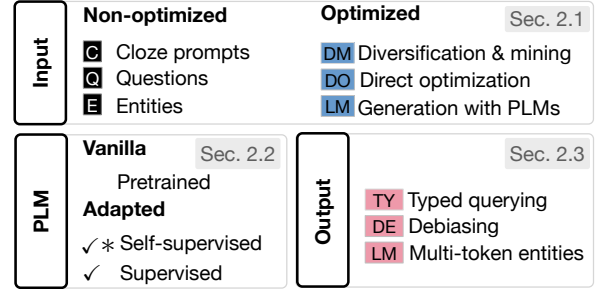 Input
Non-optimized
C Cloze prompts
Q Questions
E Entities
Optimized
Sec. 2.1
DM Diversification & mining
DO Direct optimization
LM Generation with PLMs
PLM
Vanilla
Sec. 2.2
Pretrained
Adapted
✓ * Self-supervised
✓ Supervised
Output
Sec. 2.3
TY Typed querying
DE Debiasing
LM Multi-token entities